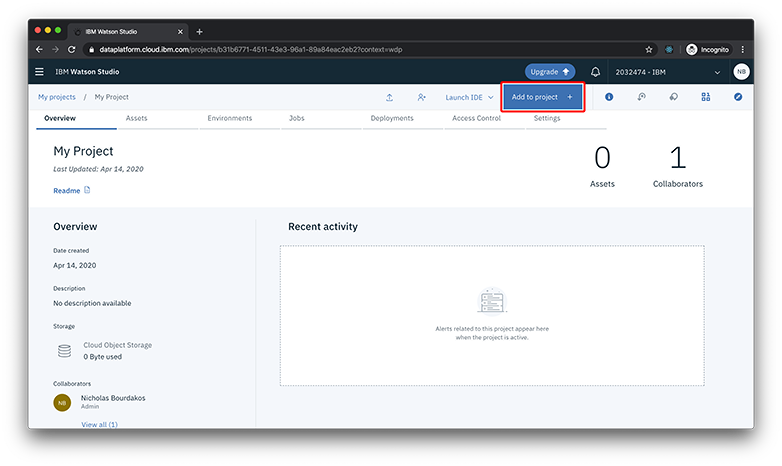 IBM Watson Studio
dataplatform.cloud.ibm.com/projects/b31b6771-4511-43e3-96a1-89a84eac2eb2?context=wdp
Incognito
IBM Watson Studio
Upgrade
2032474 - IBM
NB
My projects / My Project
Launch IDE
Add to project +
Overview
Assets
Environments
Jobs
Deployments
Access Control
Settings
My Project
Last Updated: Apr 14, 2020
Readme
0
Assets
1
Collaborators
Overview
Date created
Apr 14, 2020
Description
No description available
Storage
Cloud Object Storage
0 Byte used
Collaborators
NB
Nicholas Bourdakos
Admin
View all (1)
Recent activity
Alerts related to this project appear here
when the project is active.